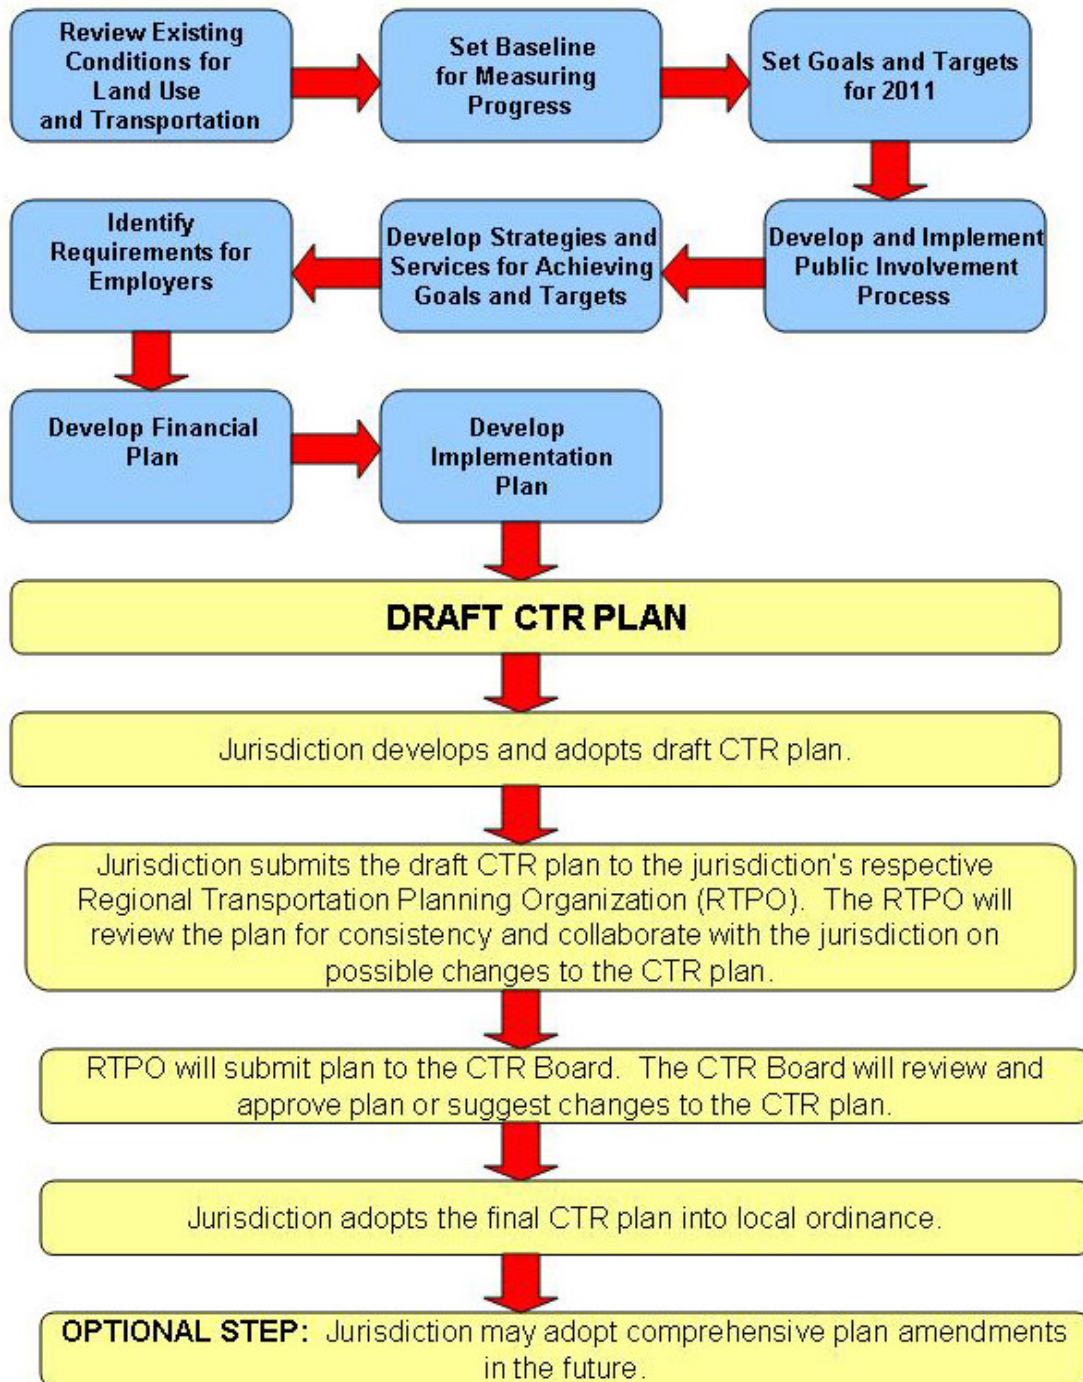 Review Existing
Conditions for
Land Use
and Transportation
Set Baseline
for Measuring
Progress
Set Goals and Targets
for 2011
Develop and Implement
Public Involvement
Process
Develop Strategies and
Services for Achieving
Goals and Targets
Identify
Requirements for
Employers
Develop Financial
Plan
Develop
Implementation
Plan
DRAFT CTR PLAN
Jurisdiction develops and adopts draft CTR plan.
Jurisdiction submits the draft CTR plan to the jurisdiction's respective
Regional Transportation Planning Organization (RTPO).  The RTPO will
review the plan for consistency and collaborate with the jurisdiction on
possible changes to the CTR plan.
RTPO will submit plan to the CTR Board.  The CTR Board will review and
approve plan or suggest changes to the CTR plan.
Jurisdiction adopts the final CTR plan into local ordinance.
OPTIONAL STEP:  Jurisdiction may adopt comprehensive plan amendments
in the future.